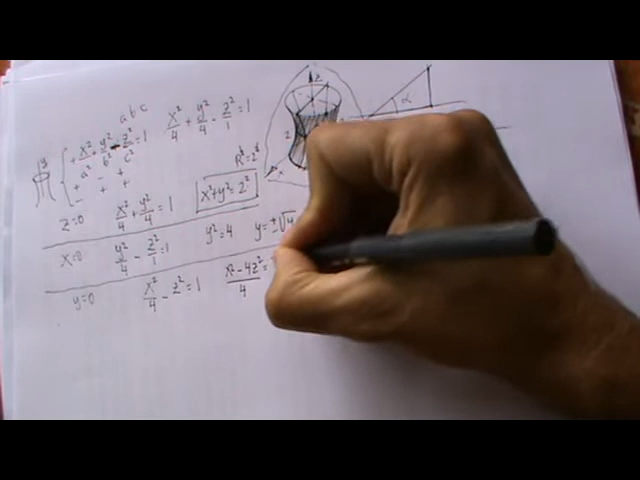 a b c
+ x²/a² + y²/b² - z²/c² = 1
x²/4 + y²/4 - z²/1 = 1
+ - +
- + +
z
2
α
x
z=0
x²/4 + y²/4 = 1
x²+y²=2²
x=0
y²/4 - z²/1 = 1
y²=4
y=±√4
y=0
x²/4 - z² = 1
x²-4z²/4 =